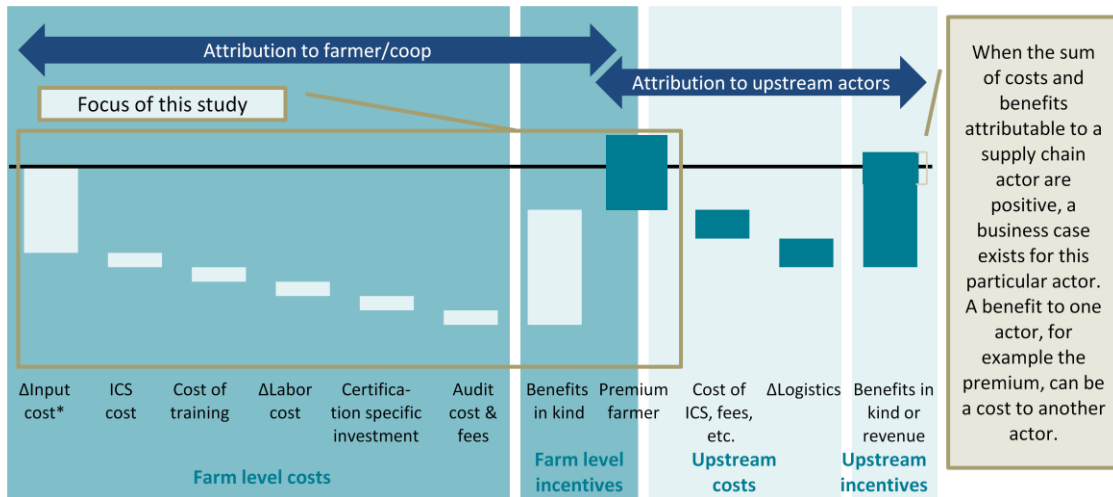 Attribution to farmer/coop
Attribution to upstream actors
Focus of this study
When the sum
of costs and
benefits
attributable to a
supply chain
actor are
positive, a
business case
exists for this
particular actor.
A benefit to one
actor, for
example the
premium, can be
a cost to another
actor.
ΔInput
cost*
ICS
cost
Cost of
training
ΔLabor
cost
Certifica-
tion specific
investment
Audit
cost &
fees
Benefits
in kind
Premium
farmer
Cost of
ICS, fees,
etc.
ΔLogistics
Benefits in
kind or
revenue
Farm level costs
Farm level
incentives
Upstream
costs
Upstream
incentives